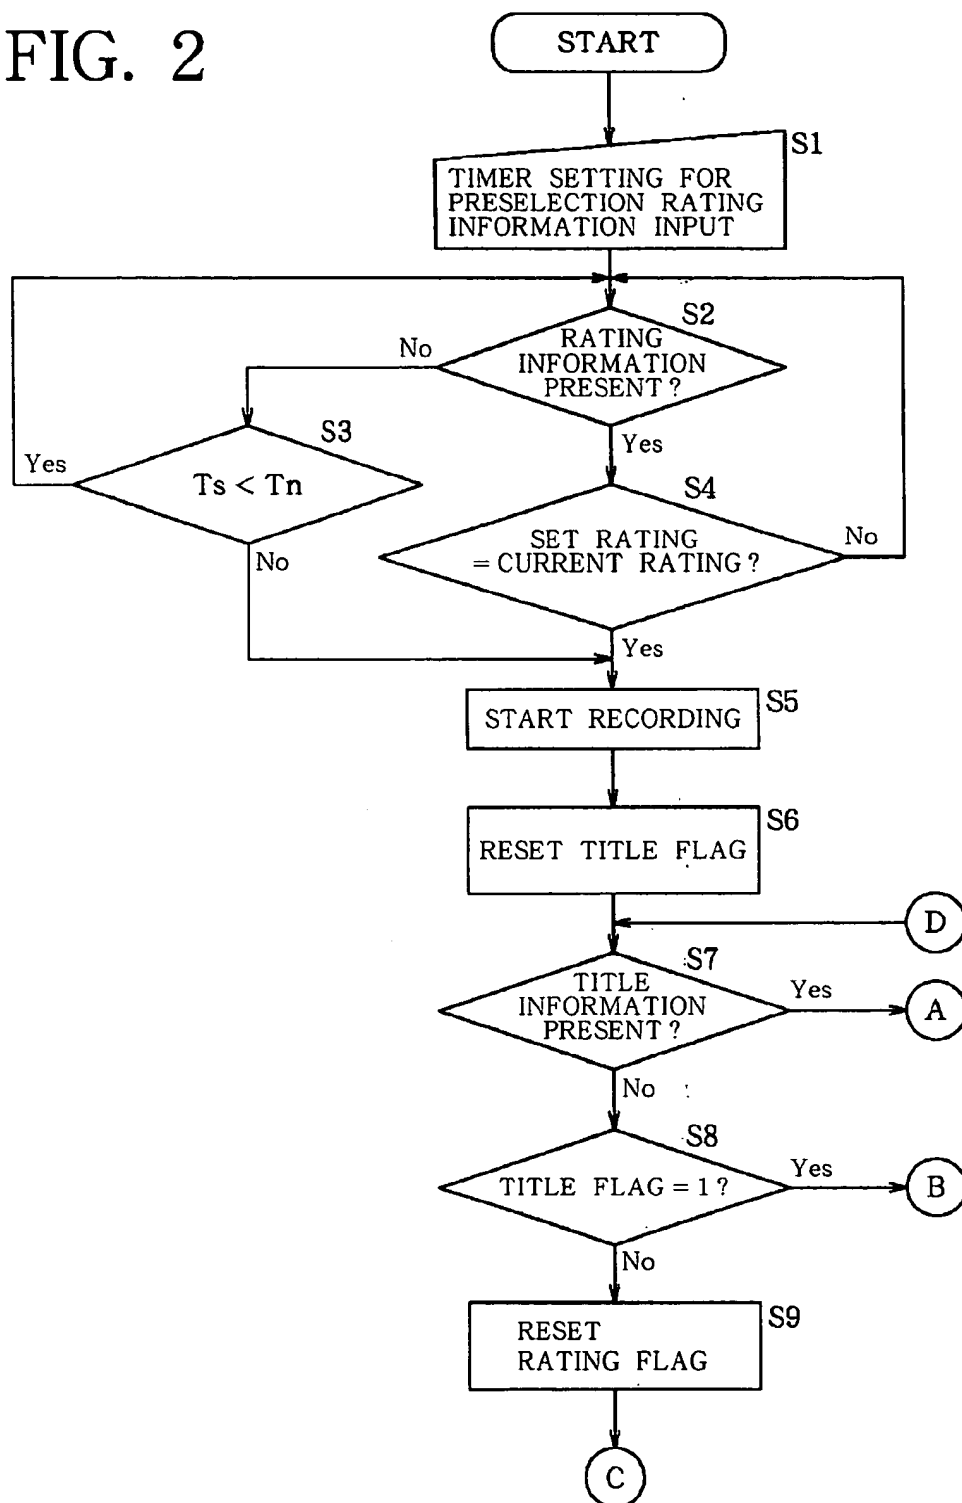 FIG. 2
START
S1
TIMER SETTING FOR
PRESELECTION RATING
INFORMATION INPUT
S2
RATING
INFORMATION
PRESENT?
No
Yes
S3
Ts < Tn
Yes
No
S4
SET RATING
= CURRENT RATING?
No
Yes
S5
START RECORDING
S6
RESET TITLE FLAG
D
S7
TITLE
INFORMATION
PRESENT?
Yes
A
No
S8
TITLE FLAG = 1?
Yes
B
No
S9
RESET
RATING FLAG
C